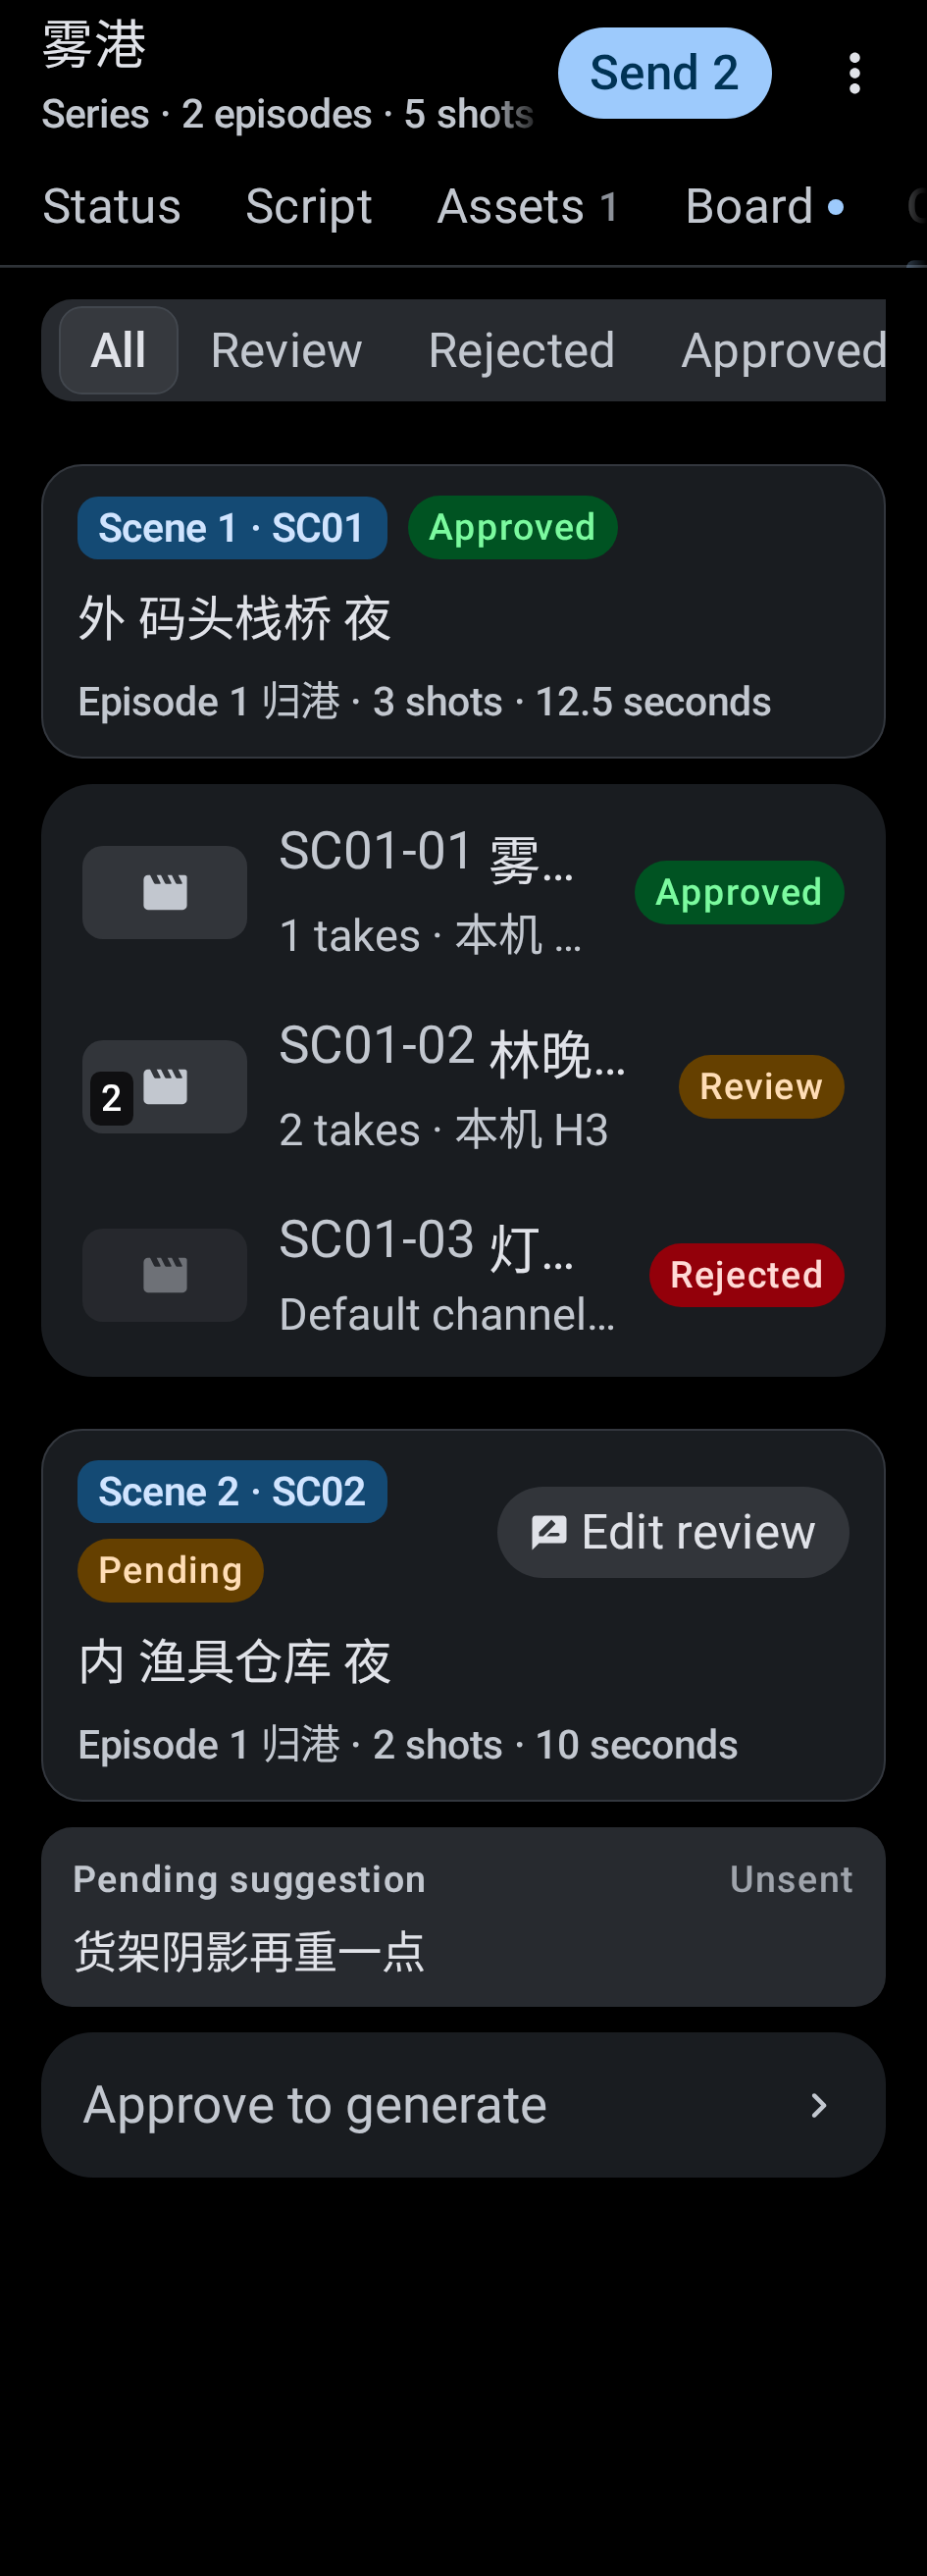 雾港
Send 2
Series · 2 episodes · 5 shots
Status Script Assets 1 Board
All Review Rejected Approved
Scene 1 · SC01 Approved
外 码头栈桥 夜
Episode 1 归港 · 3 shots · 12.5 seconds
SC01-01 雾…
Approved
1 takes · 本机 …
SC01-02 林晚…
2
Review
2 takes · 本机 H3
SC01-03 灯…
Rejected
Default channel…
Scene 2 · SC02
Edit review
Pending
内 渔具仓库 夜
Episode 1 归港 · 2 shots · 10 seconds
Pending suggestion Unsent
货架阴影再重一点
Approve to generate